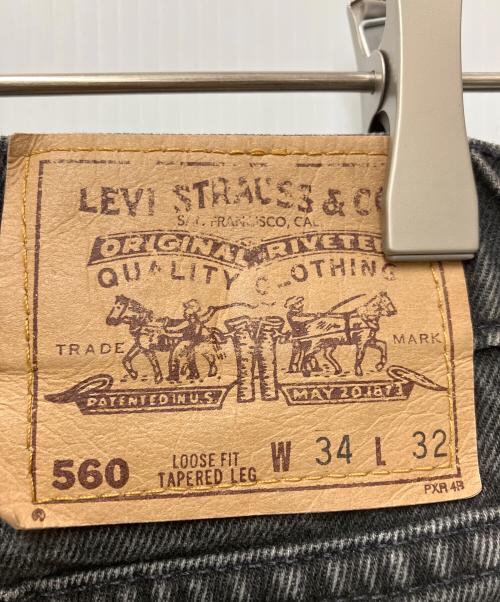 LEVI STRAUSS & CO
SAN FRANCISCO, CAL
ORIGINAL RIVETED
QUALITY CLOTHING
TRADE MARK
PATENTED IN U.S. MAY 20.1873
560 LOOSE FIT TAPERED LEG W 34 L 32
®
PXR 4B